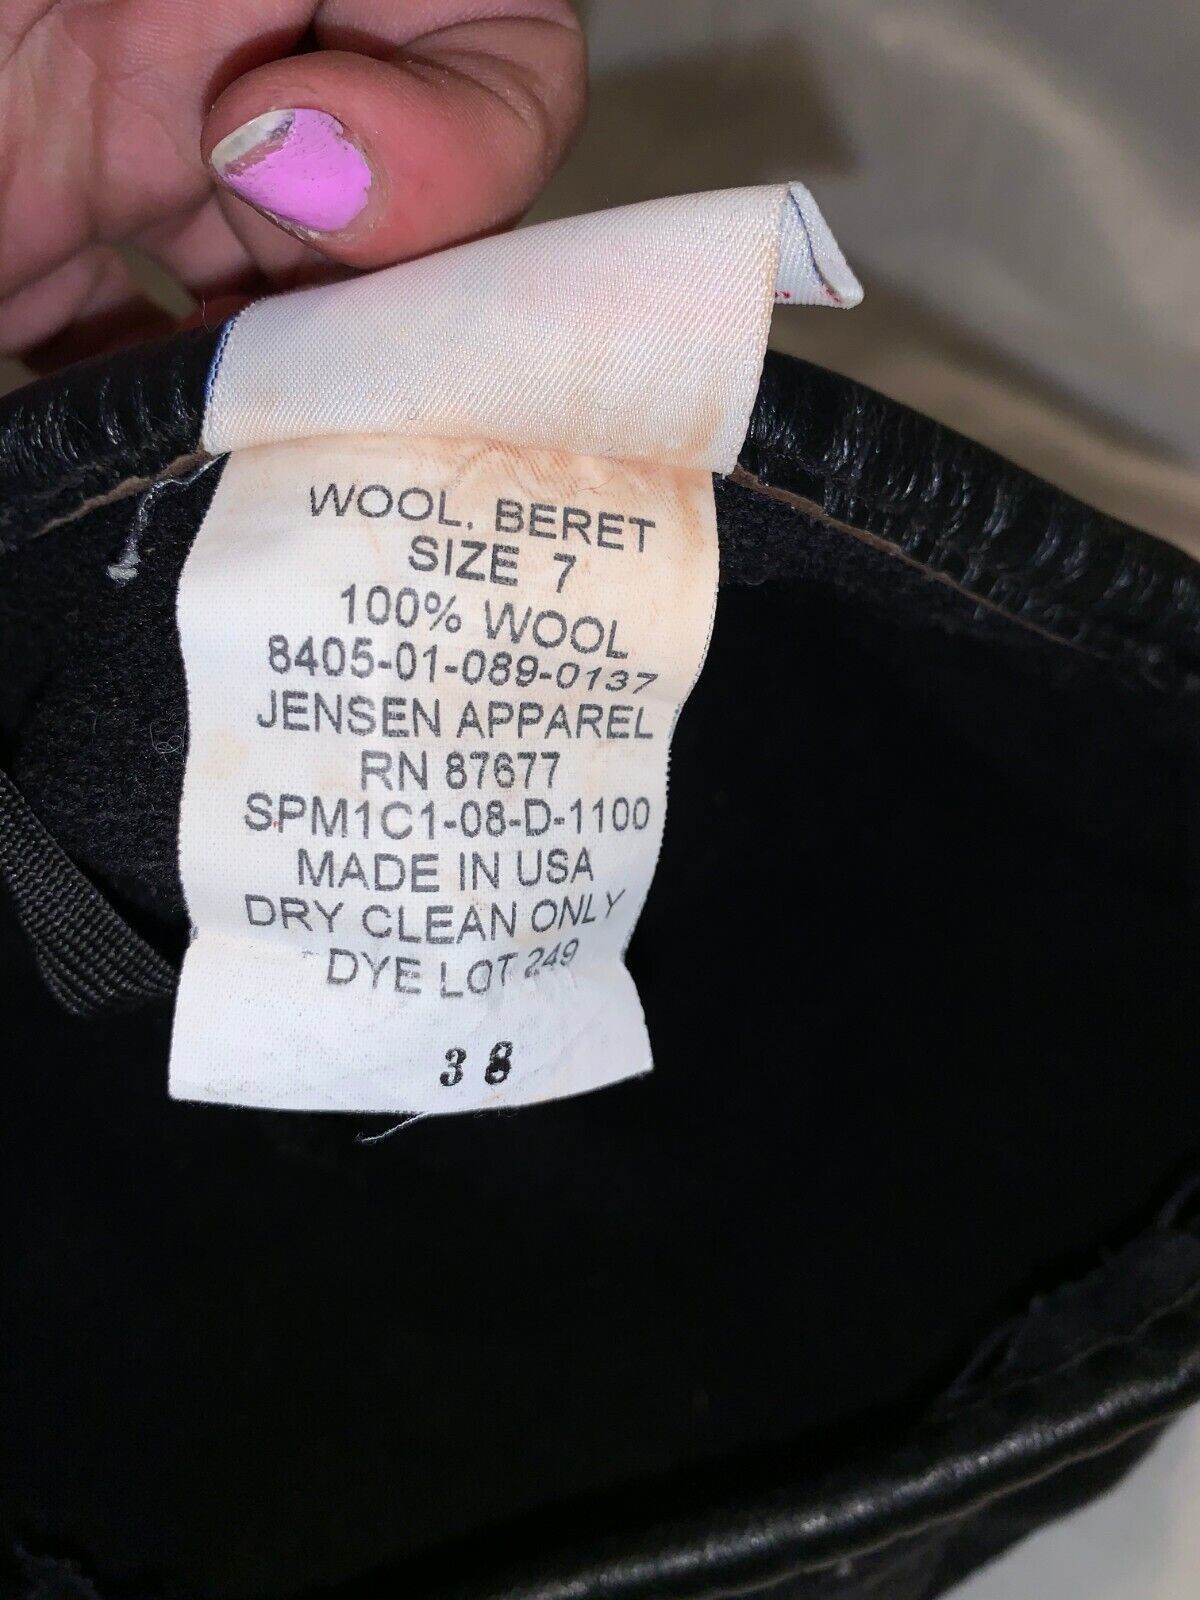 WOOL. BERET
SIZE 7
100% WOOL
8405-01-089-0137
JENSEN APPAREL
RN 87677
SPM1C1-08-D-1100
MADE IN USA
DRY CLEAN ONLY
DYE LOT 249
38